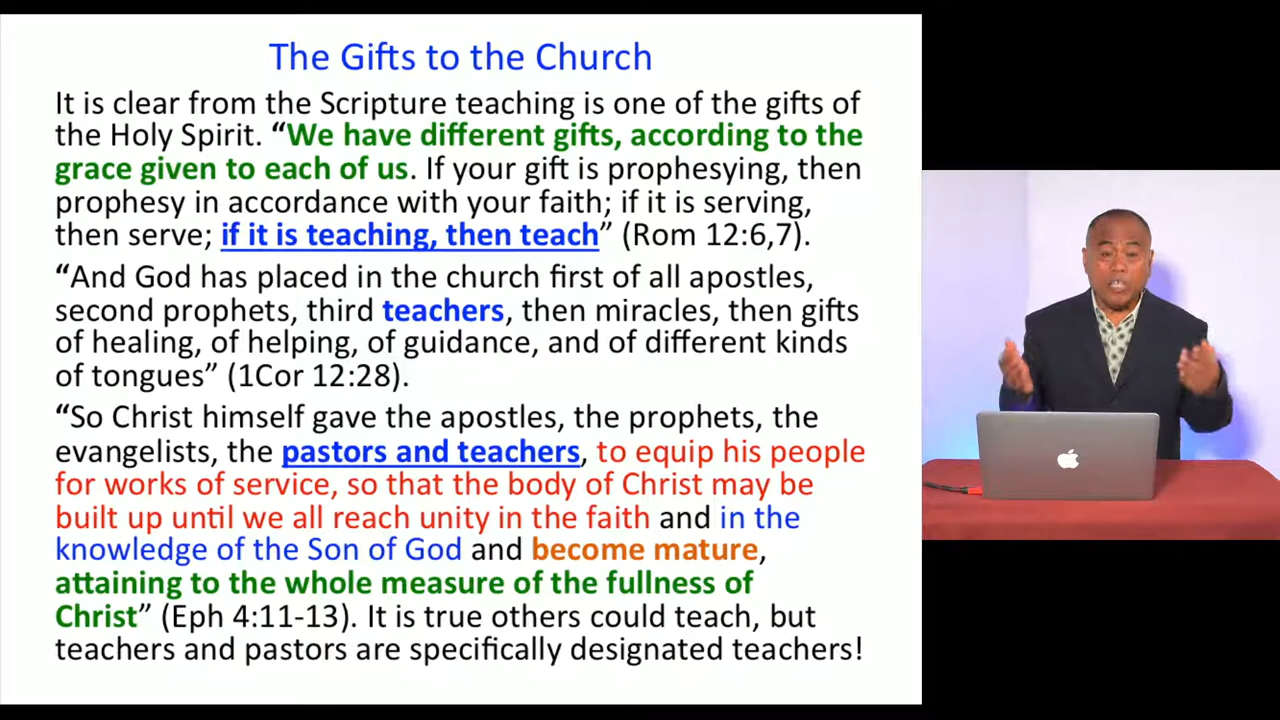 The Gifts to the Church
It is clear from the Scripture teaching is one of the gifts of
the Holy Spirit. “We have different gifts, according to the
grace given to each of us. If your gift is prophesying, then
prophesy in accordance with your faith; if it is serving,
then serve; if it is teaching, then teach” (Rom 12:6,7).
“And God has placed in the church first of all apostles,
second prophets, third teachers, then miracles, then gifts
of healing, of helping, of guidance, and of different kinds
of tongues” (1Cor 12:28).
“So Christ himself gave the apostles, the prophets, the
evangelists, the pastors and teachers, to equip his people
for works of service, so that the body of Christ may be
built up until we all reach unity in the faith and in the
knowledge of the Son of God and become mature,
attaining to the whole measure of the fullness of
Christ” (Eph 4:11-13). It is true others could teach, but
teachers and pastors are specifically designated teachers!